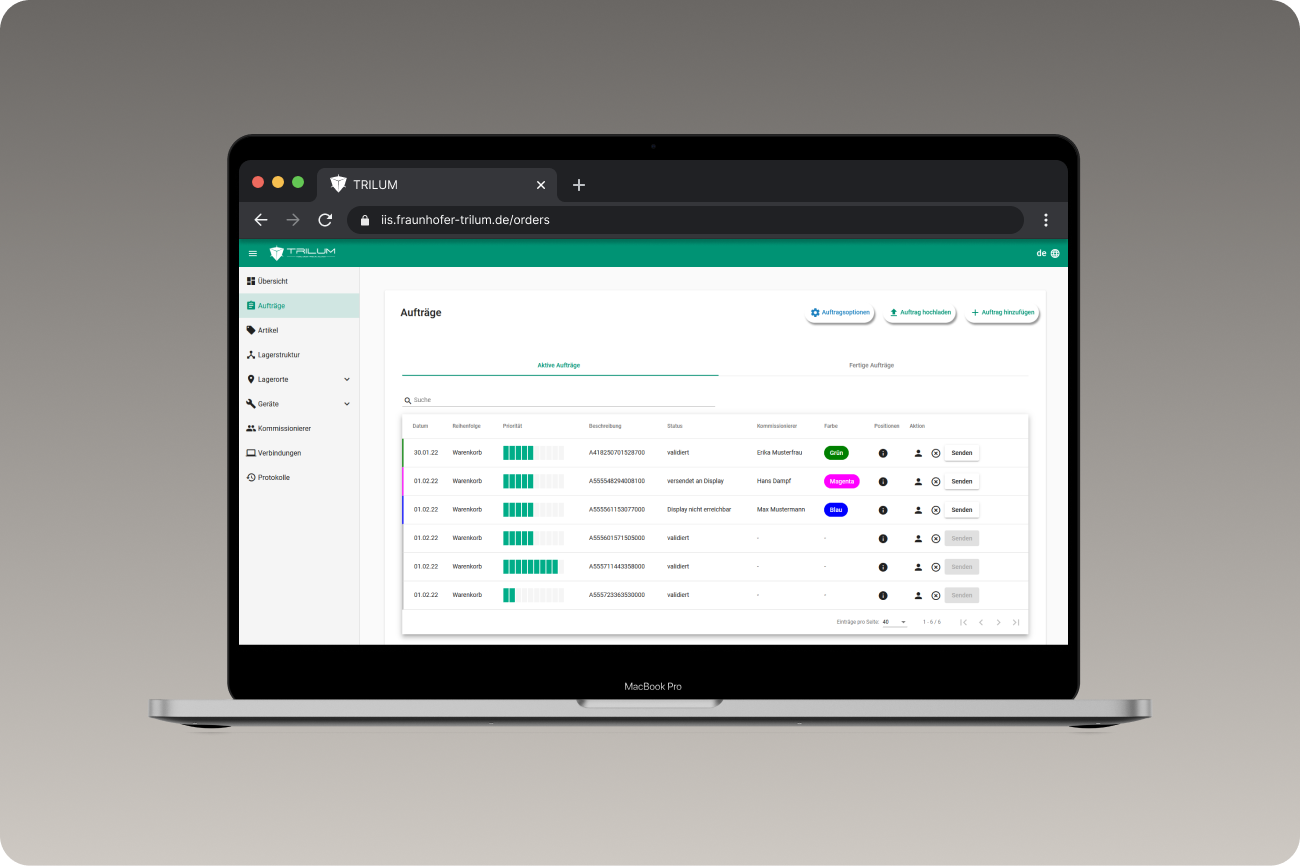 TRILUM
iis.fraunhofer-trilum.de/orders
TRILUM
de
Übersicht
Aufträge
Artikel
Lagerstruktur
Lagerorte
Geräte
Kommissionierer
Verbindungen
Protokolle
Aufträge
Auftragsoptionen
Auftrag hochladen
Auftrag hinzufügen
Aktive Aufträge
Fertige Aufträge
Suche
Datum Reihenfolge Priorität Beschreibung Status Kommissionierer Farbe Positionen Aktion
30.01.22 Warenkorb A418250701528700 validiert Erika Musterfrau Grün Senden
01.02.22 Warenkorb A555548294008100 versendet an Display Hans Dampf Magenta Senden
01.02.22 Warenkorb A555561153077000 Display nicht erreichbar Max Mustermann Blau Senden
01.02.22 Warenkorb A555601571505000 validiert - - Senden
01.02.22 Warenkorb A555711443358000 validiert - - Senden
01.02.22 Warenkorb A555723363530000 validiert - - Senden
Einträge pro Seite: 40 1 - 6 / 6
MacBook Pro